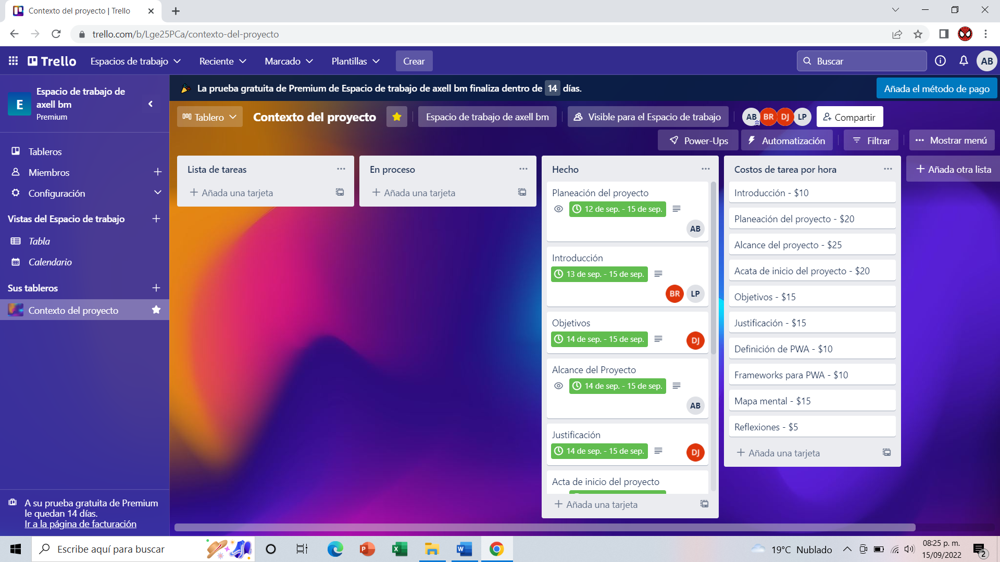 Contexto del proyecto | Trello
trello.com/b/Lge25PCa/contexto-del-proyecto
Trello
Espacios de trabajo
Reciente
Marcado
Plantillas
Crear
Buscar
AB
E
Espacio de trabajo de
axell bm
Premium
La prueba gratuita de Premium de Espacio de trabajo de axell bm finaliza dentro de 14 días.
Añada el método de pago
Tablero
Contexto del proyecto
Espacio de trabajo de axell bm
Visible para el Espacio de trabajo
AB BR DJ LP
Compartir
Power-Ups
Automatización
Filtrar
Mostrar menú
Tableros
Miembros
Configuración
Vistas del Espacio de trabajo
Tabla
Calendario
Sus tableros
Contexto del proyecto
A su prueba gratuita de Premium
le quedan 14 días.
Ir a la página de facturación
Lista de tareas
Añada una tarjeta
En proceso
Añada una tarjeta
Hecho
Planeación del proyecto
12 de sep. - 15 de sep.
AB
Introducción
13 de sep. - 15 de sep.
BR LP
Objetivos
14 de sep. - 15 de sep.
DJ
Alcance del Proyecto
14 de sep. - 15 de sep.
AB
Justificación
14 de sep. - 15 de sep.
DJ
Acta de inicio del proyecto
Añada una tarjeta
Costos de tarea por hora
Introducción - $10
Planeación del proyecto - $20
Alcance del proyecto - $25
Acata de inicio del proyecto - $20
Objetivos - $15
Justificación - $15
Definición de PWA - $10
Frameworks para PWA - $10
Mapa mental - $15
Reflexiones - $5
Añada una tarjeta
Añada otra lista
Escribe aquí para buscar
19°C Nublado
08:25 p. m.
15/09/2022
2